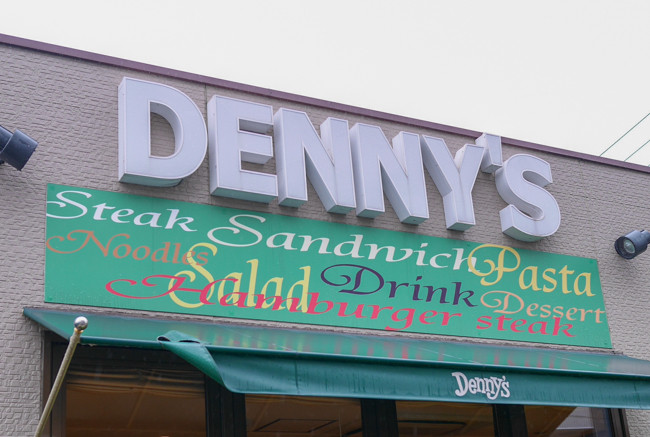 DENNY'S
Steak Sandwich Pasta
Noodles Salad Drink Dessert
Hamburger steak
Denny's